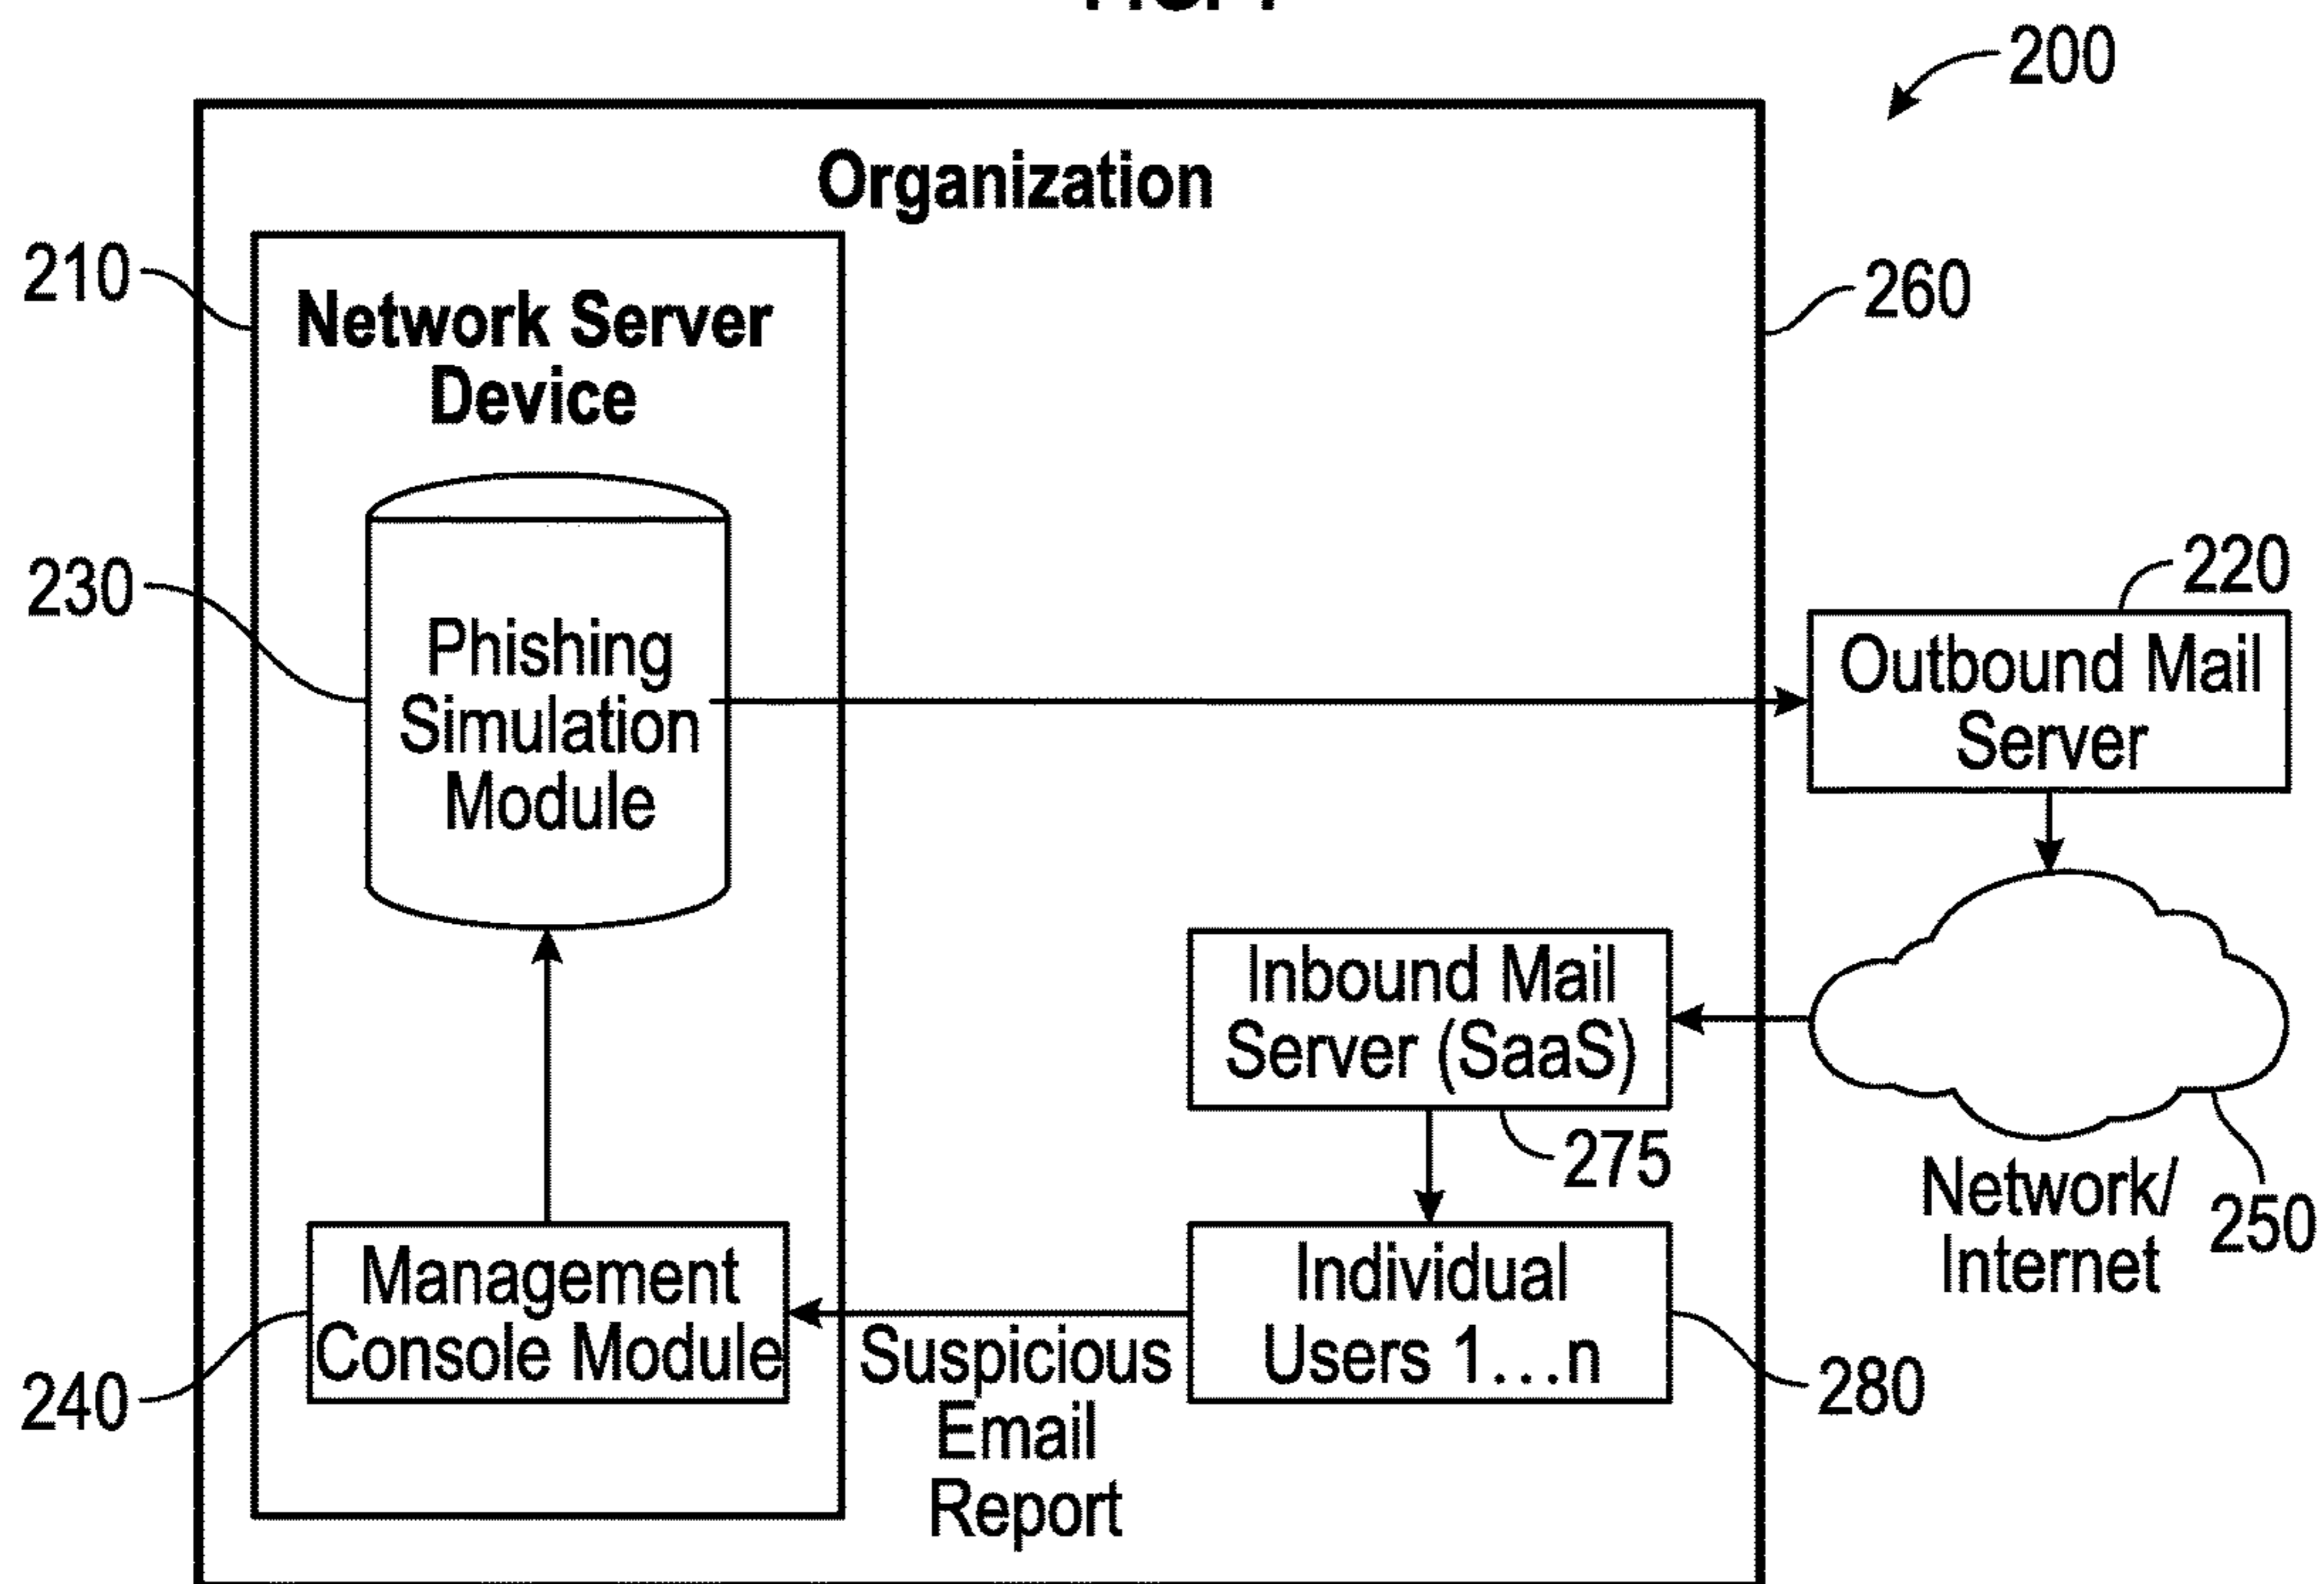 200
Organization
210
260
Network Server
Device
230
Phishing
Simulation
Module
220
Outbound Mail
Server
Inbound Mail
Server (SaaS)
275
Network/
Internet
250
Management
Console Module
240
Suspicious
Email
Report
Individual
Users 1...n
280